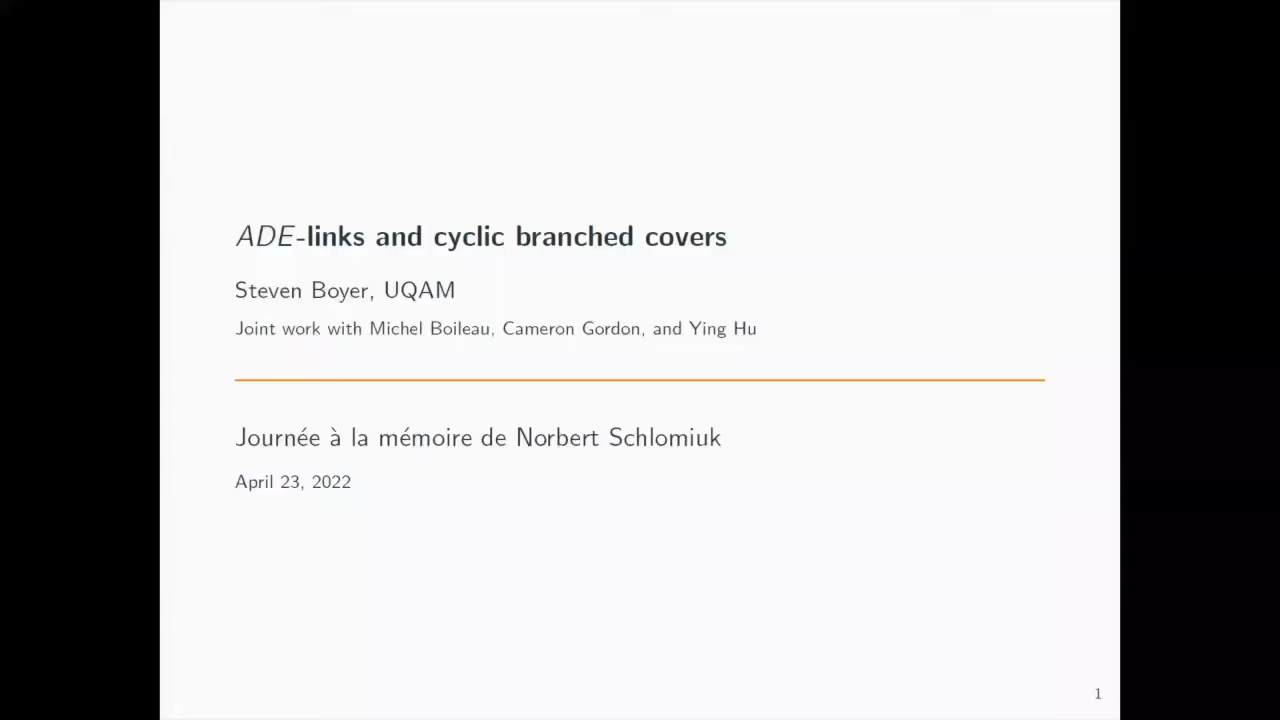 ADE-links and cyclic branched covers
Steven Boyer, UQAM
Joint work with Michel Boileau, Cameron Gordon, and Ying Hu
Journée à la mémoire de Norbert Schlomiuk
April 23, 2022
1